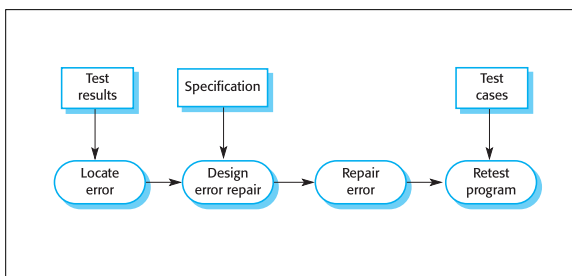 Test
results
Specification
Test
cases
Locate
error
Design
error repair
Repair
error
Retest
program